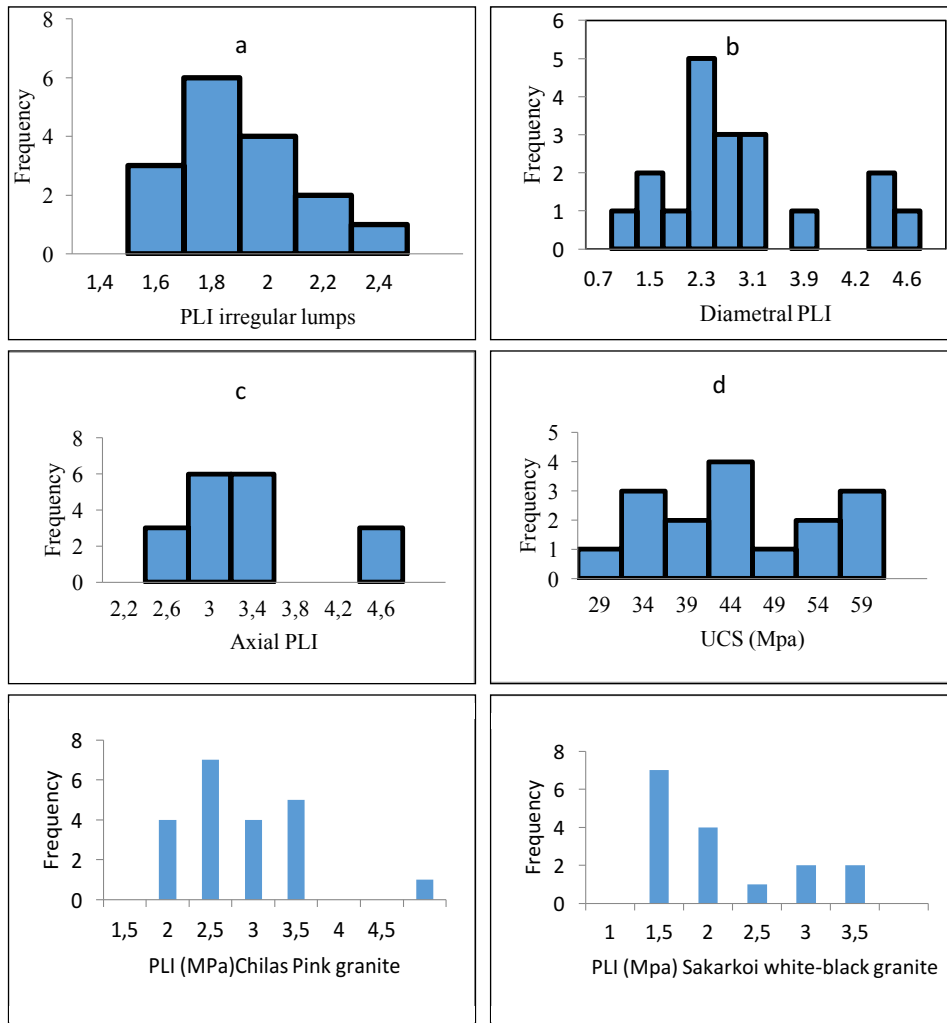 a
8
6
4
2
0
Frequency
1,4 1,6 1,8 2 2,2 2,4
PLI irregular lumps
b
6
5
4
3
2
1
0
Frequency
0.7 1.5 2.3 3.1 3.9 4.2 4.6
Diametral PLI
c
8
6
4
2
0
Frequency
2,2 2,6 3 3,4 3,8 4,2 4,6
Axial PLI
d
5
4
3
2
1
0
Frequency
29 34 39 44 49 54 59
UCS (Mpa)
8
6
4
2
0
Frequency
1,5 2 2,5 3 3,5 4 4,5
PLI (MPa)Chilas Pink granite
8
6
4
2
0
Frequency
1 1,5 2 2,5 3 3,5
PLI (Mpa) Sakarkoi white-black granite